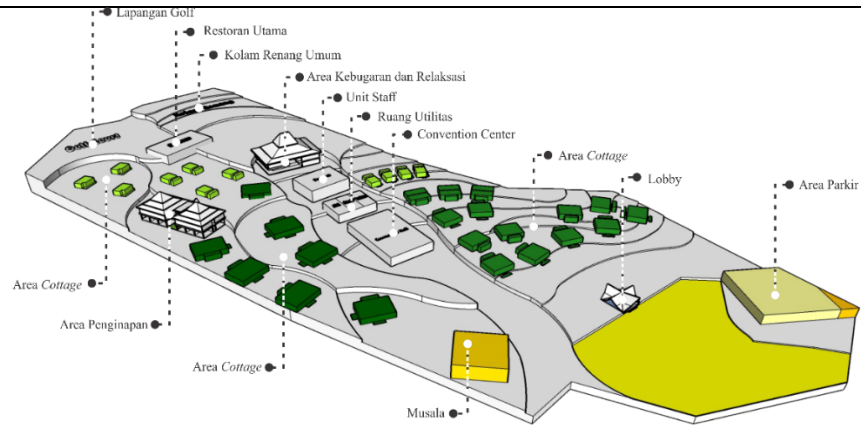 Lapangan Golf
Restoran Utama
Kolam Renang Umum
Area Kebugaran dan Relaksasi
Unit Staff
Ruang Utilitas
Convention Center
Area Cottage
Lobby
Area Parkir
Area Cottage
Area Penginapan
Area Cottage
Musala